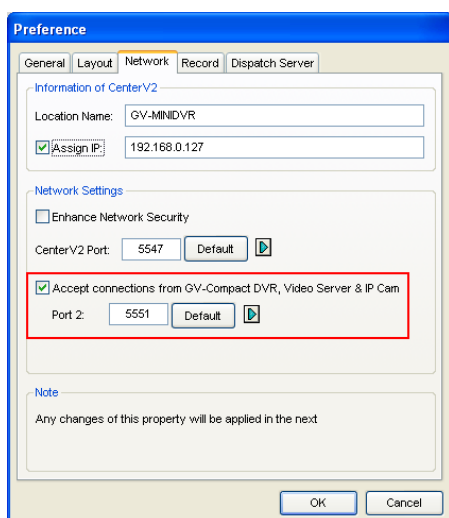 Preference
General Layout Network Record Dispatch Server
Information of CenterV2
Location Name: GV-MINIDVR
Assign IP: 192.168.0.127
Network Settings
Enhance Network Security
CenterV2 Port: 5547 Default
Accept connections from GV-Compact DVR, Video Server & IP Cam
Port 2: 5551 Default
Note
Any changes of this property will be applied in the next
OK Cancel